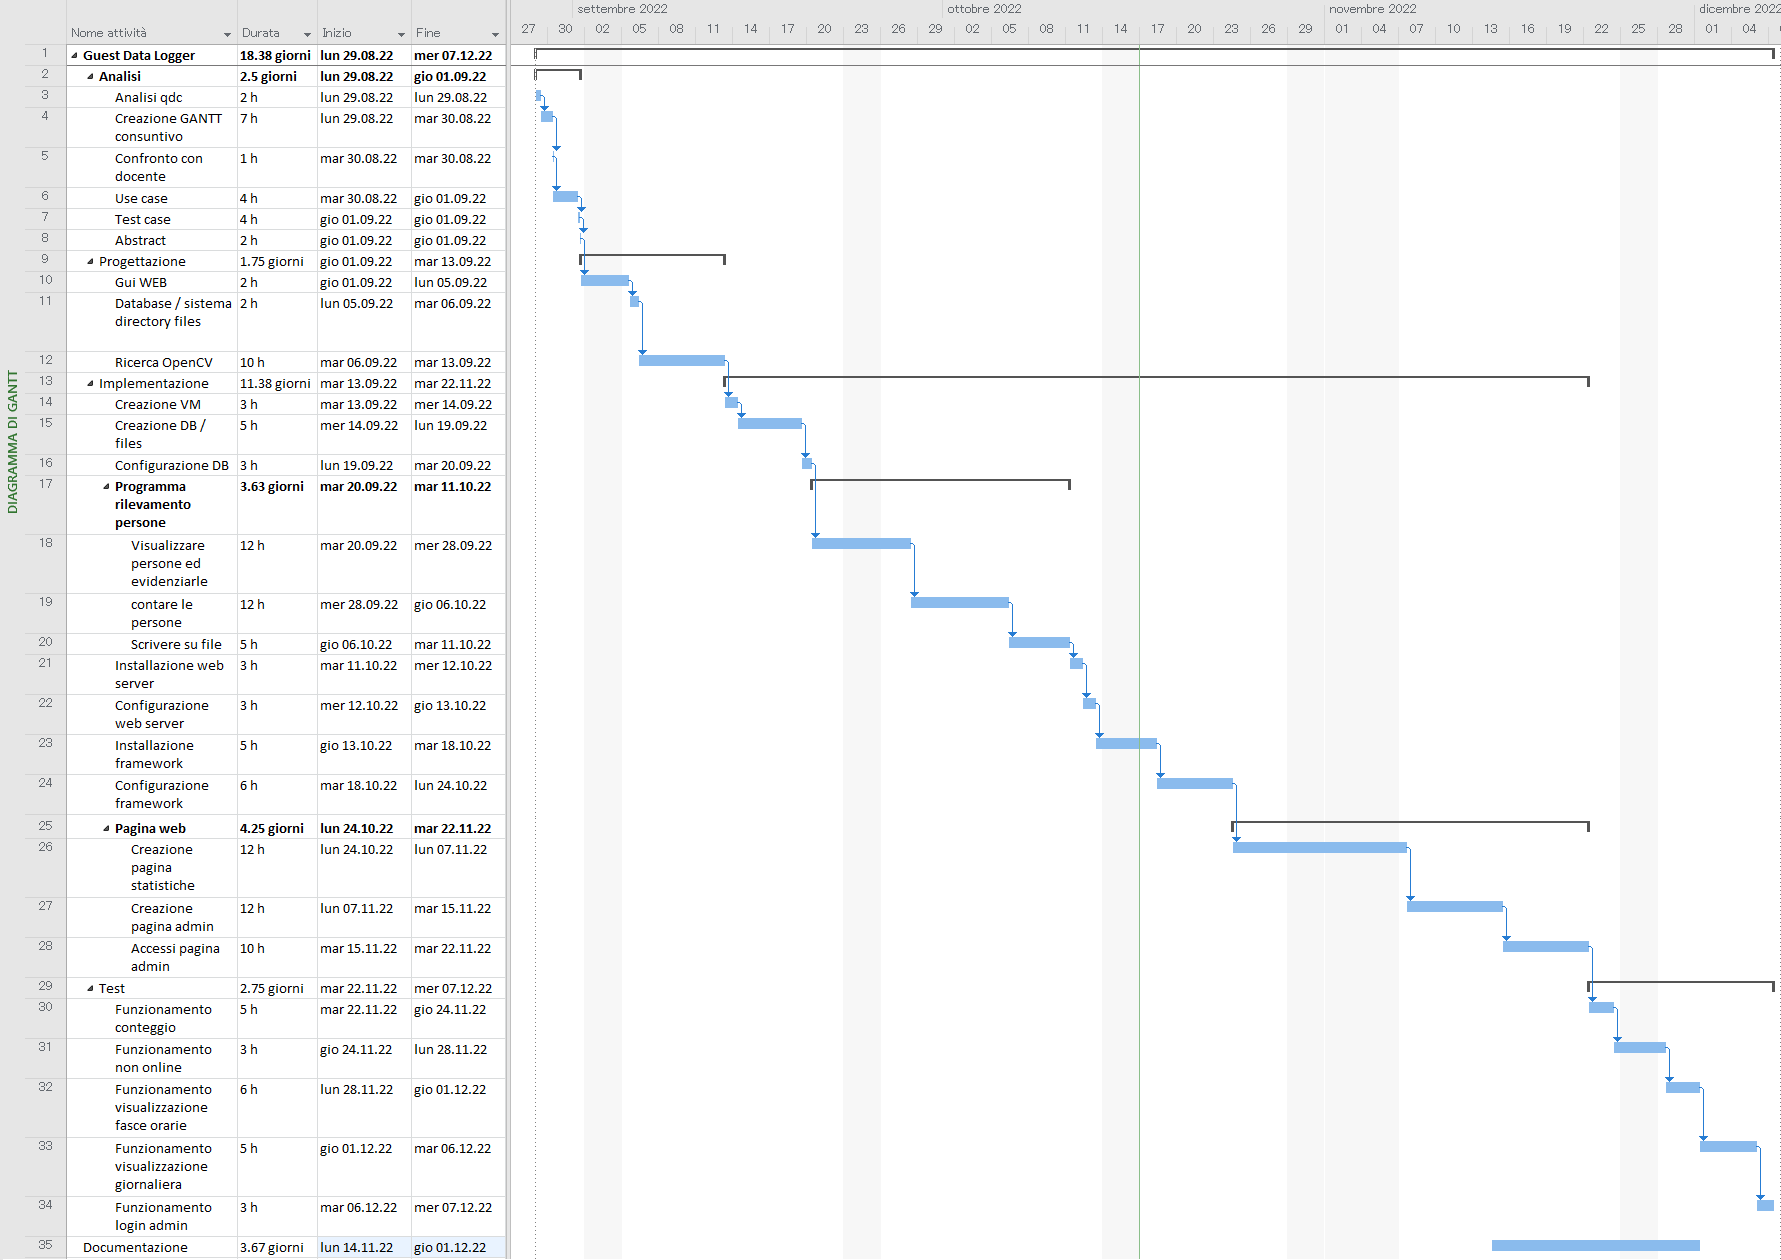 DIAGRAMMA DI GANTT
Nome attività Durata Inizio Fine
settembre 2022 ottobre 2022 novembre 2022 dicembre 2022
27 30 02 05 08 11 14 17 20 23 26 29 02 05 08 11 14 17 20 23 26 29 01 04 07 10 13 16 19 22 25 28 01 04
1 Guest Data Logger 18.38 giorni lun 29.08.22 mer 07.12.22
2 Analisi 2.5 giorni lun 29.08.22 gio 01.09.22
3 Analisi qdc 2 h lun 29.08.22 lun 29.08.22
4 Creazione GANTT 7 h lun 29.08.22 mar 30.08.22
consuntivo
5 Confronto con 1 h mar 30.08.22 mar 30.08.22
docente
6 Use case 4 h mar 30.08.22 gio 01.09.22
7 Test case 4 h gio 01.09.22 gio 01.09.22
8 Abstract 2 h gio 01.09.22 gio 01.09.22
9 Progettazione 1.75 giorni gio 01.09.22 mar 13.09.22
10 Gui WEB 2 h gio 01.09.22 lun 05.09.22
11 Database / sistema 2 h lun 05.09.22 mar 06.09.22
directory files
12 Ricerca OpenCV 10 h mar 06.09.22 mar 13.09.22
13 Implementazione 11.38 giorni mar 13.09.22 mar 22.11.22
14 Creazione VM 3 h mar 13.09.22 mer 14.09.22
15 Creazione DB / 5 h mer 14.09.22 lun 19.09.22
files
16 Configurazione DB 3 h lun 19.09.22 mar 20.09.22
17 Programma 3.63 giorni mar 20.09.22 mar 11.10.22
rilevamento
persone
18 Visualizzare 12 h mar 20.09.22 mer 28.09.22
persone ed
evidenziarle
19 contare le 12 h mer 28.09.22 gio 06.10.22
persone
20 Scrivere su file 5 h gio 06.10.22 mar 11.10.22
21 Installazione web 3 h mar 11.10.22 mer 12.10.22
server
22 Configurazione 3 h mer 12.10.22 gio 13.10.22
web server
23 Installazione 5 h gio 13.10.22 mar 18.10.22
framework
24 Configurazione 6 h mar 18.10.22 lun 24.10.22
framework
25 Pagina web 4.25 giorni lun 24.10.22 mar 22.11.22
26 Creazione 12 h lun 24.10.22 lun 07.11.22
pagina
statistiche
27 Creazione 12 h lun 07.11.22 mar 15.11.22
pagina admin
28 Accessi pagina 10 h mar 15.11.22 mar 22.11.22
admin
29 Test 2.75 giorni mar 22.11.22 mer 07.12.22
30 Funzionamento 5 h mar 22.11.22 gio 24.11.22
conteggio
31 Funzionamento 3 h gio 24.11.22 lun 28.11.22
non online
32 Funzionamento 6 h lun 28.11.22 gio 01.12.22
visualizzazione
fasce orarie
33 Funzionamento 5 h gio 01.12.22 mar 06.12.22
visualizzazione
giornaliera
34 Funzionamento 3 h mar 06.12.22 mer 07.12.22
login admin
35 Documentazione 3.67 giorni lun 14.11.22 gio 01.12.22